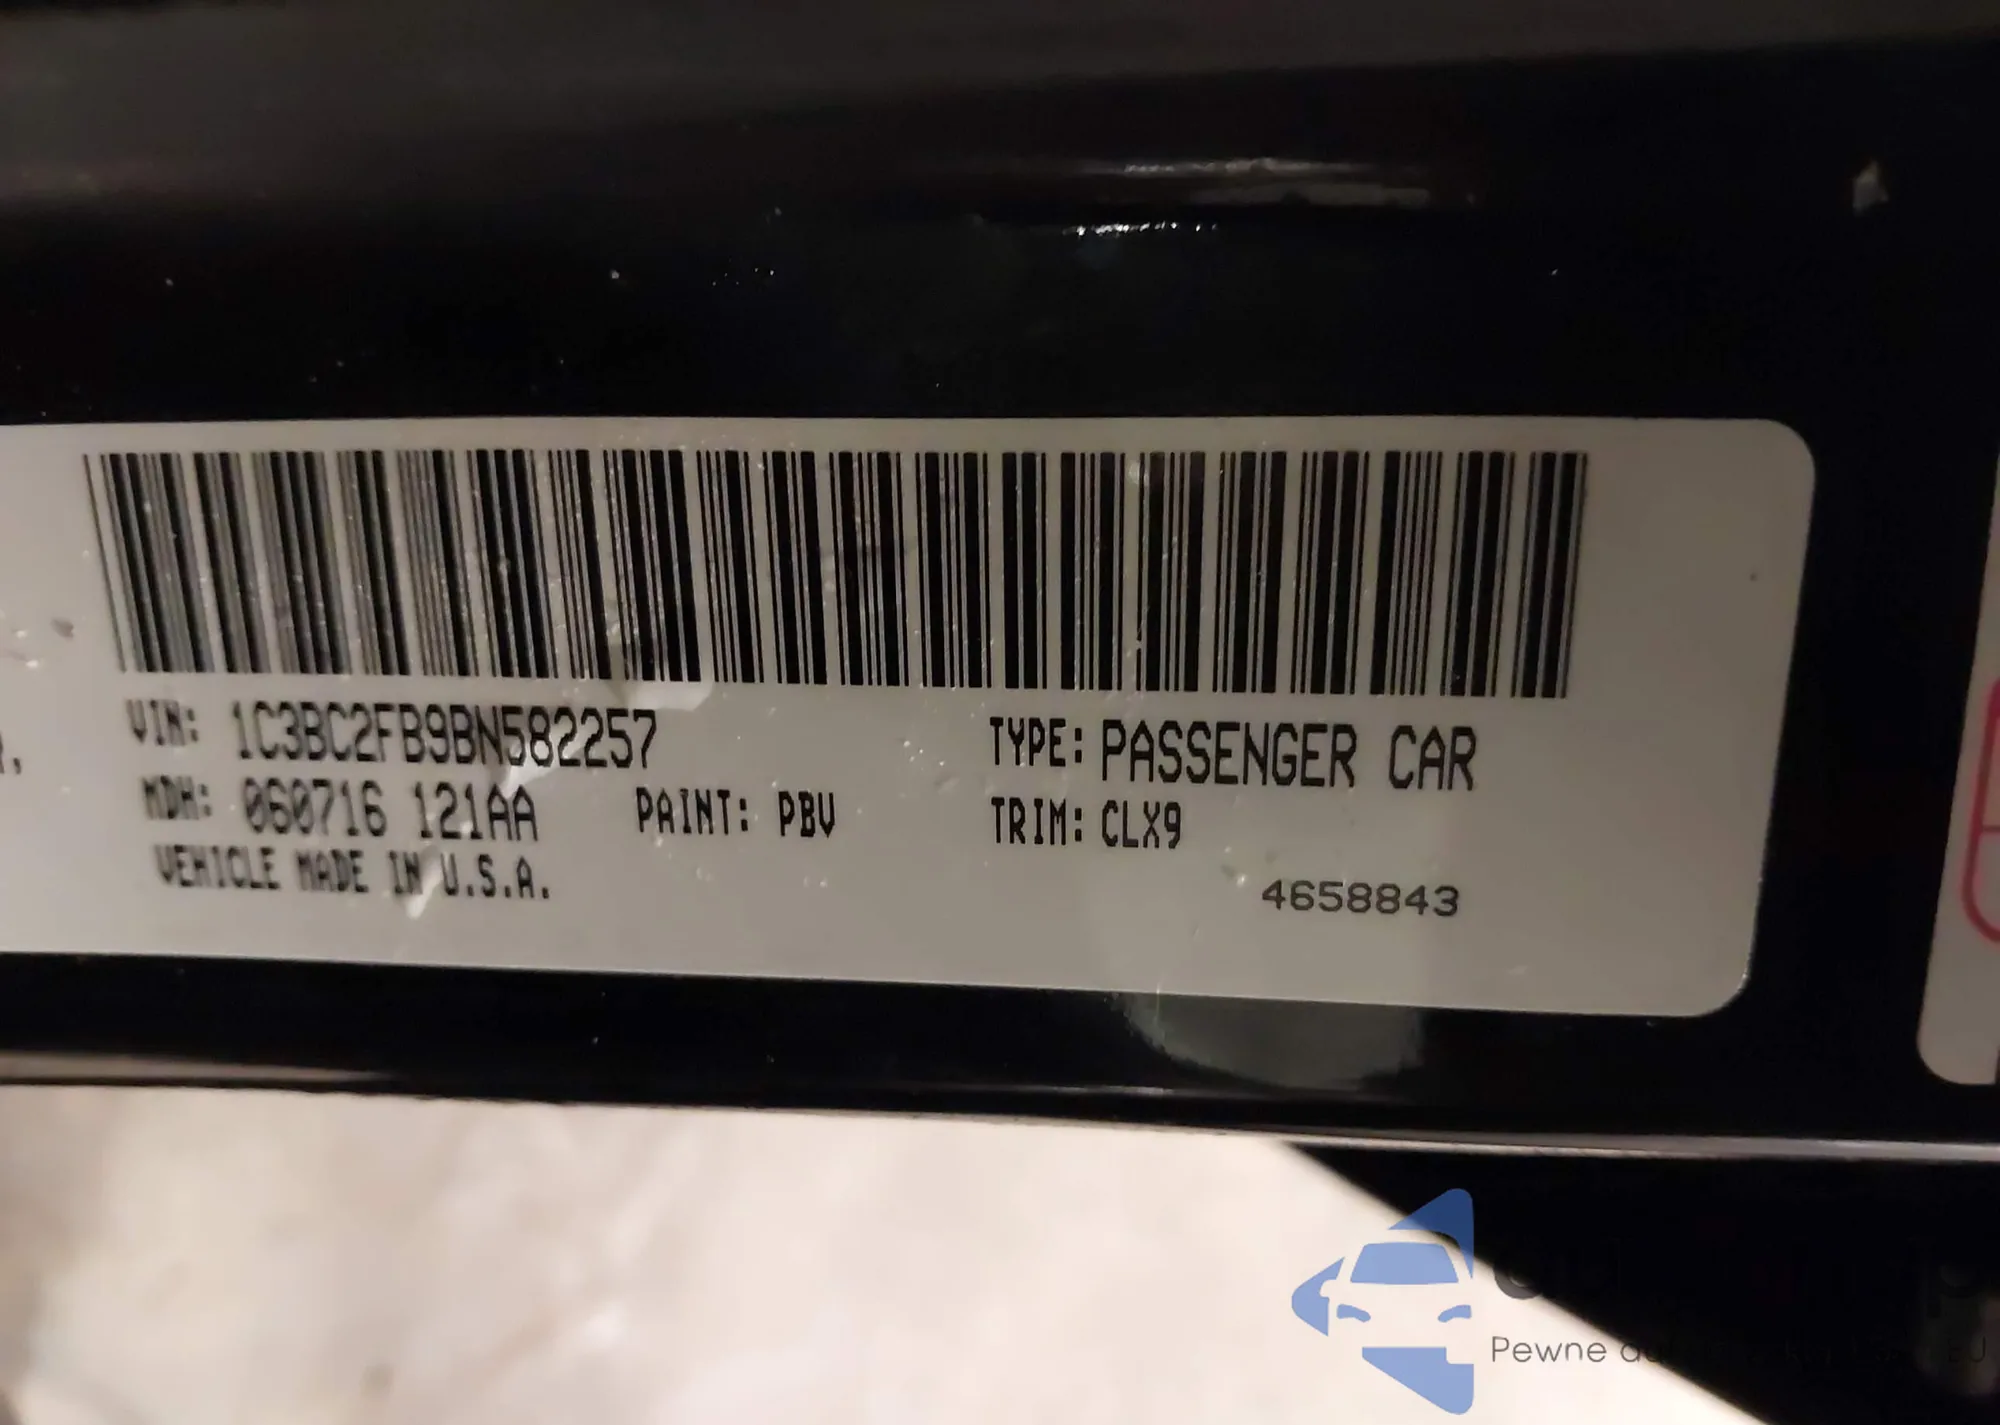 VIN: 1C3BC2FB9BN582257
TYPE: PASSENGER CAR
MDH: 060716 121AA
PAINT: PBV
TRIM: CLX9
VEHICLE MADE IN U.S.A.
4658843
Pewne